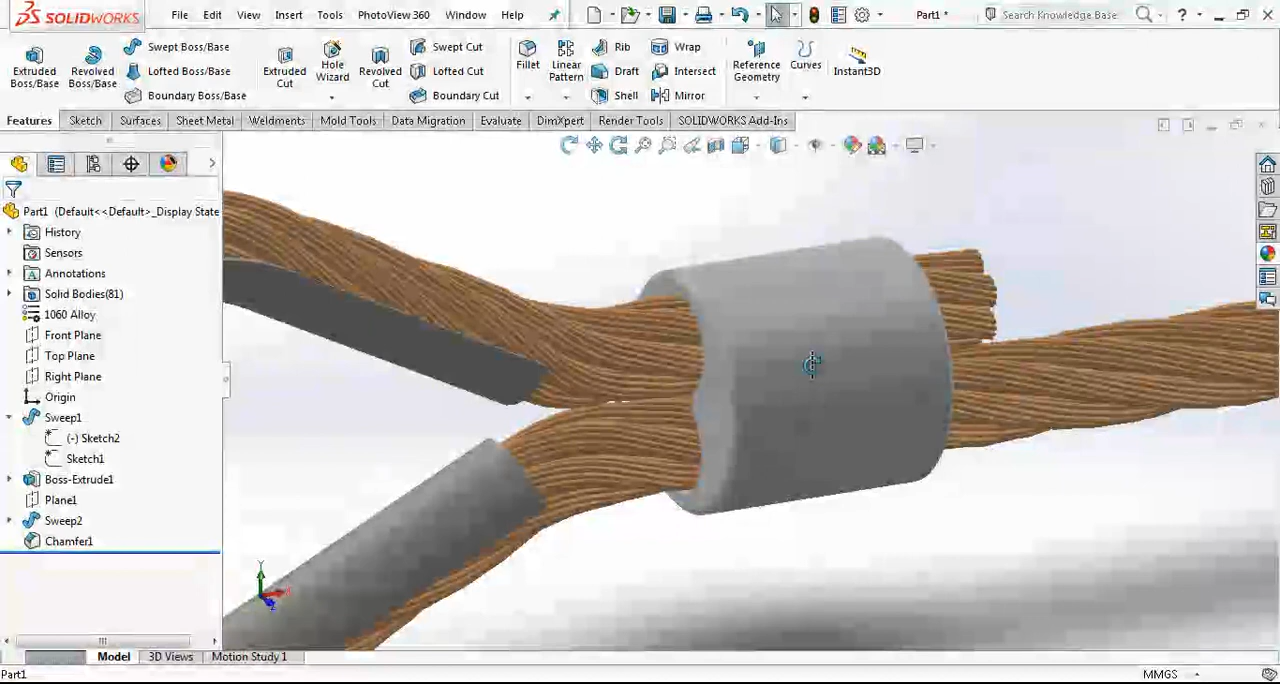 SOLIDWORKS File Edit View Insert Tools PhotoView 360 Window Help Part1 * Search Knowledge Base ?
Extruded Boss/Base
Revolved Boss/Base
Swept Boss/Base
Lofted Boss/Base
Boundary Boss/Base
Extruded Cut
Hole Wizard
Revolved Cut
Swept Cut
Lofted Cut
Boundary Cut
Fillet
Linear Pattern
Rib
Draft
Shell
Wrap
Intersect
Mirror
Reference Geometry
Curves
Instant3D
Features Sketch Surfaces Sheet Metal Weldments Mold Tools Data Migration Evaluate DimXpert Render Tools SOLIDWORKS Add-Ins
Part1 (Default<<Default>_Display State
History
Sensors
Annotations
Solid Bodies(81)
1060 Alloy
Front Plane
Top Plane
Right Plane
Origin
Sweep1
(-) Sketch2
Sketch1
Boss-Extrude1
Plane1
Sweep2
Chamfer1
Model 3D Views Motion Study 1
Part1 MMGS